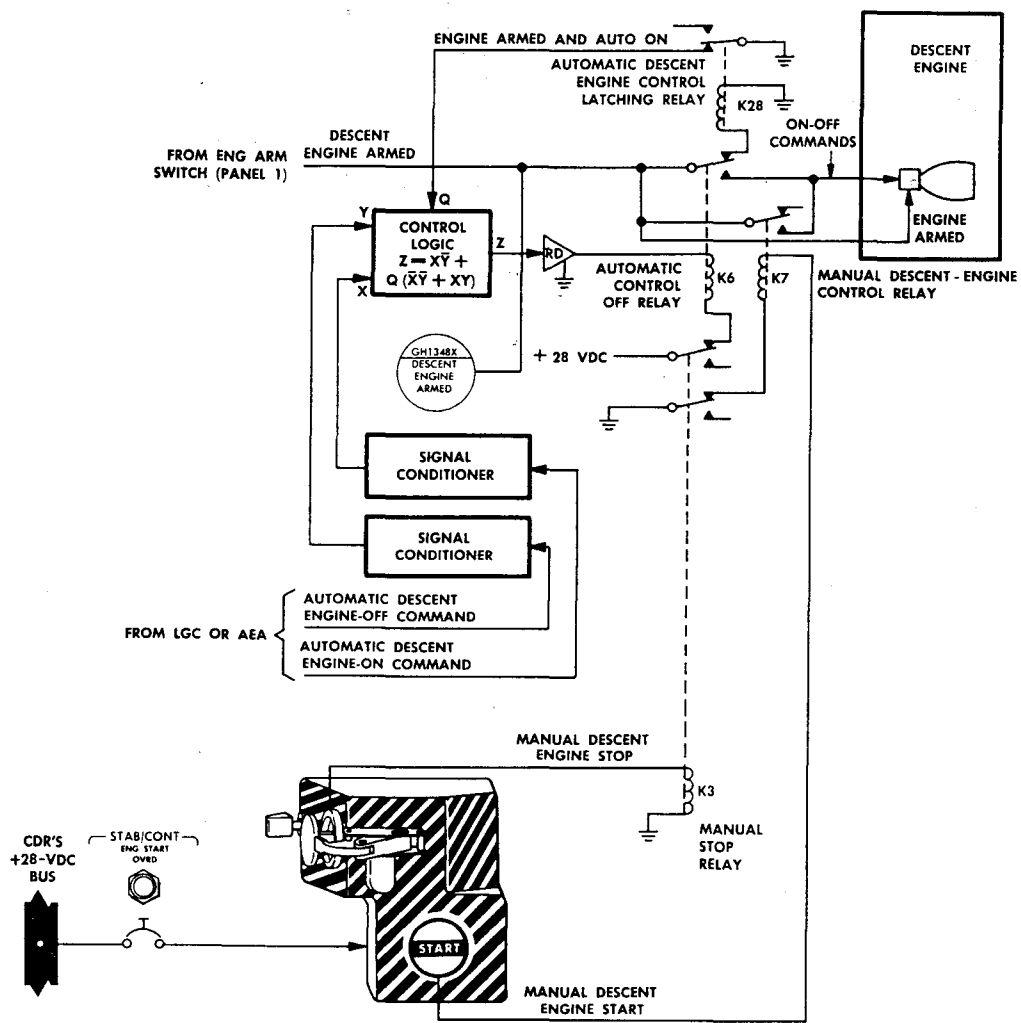 ENGINE ARMED AND AUTO ON
AUTOMATIC DESCENT
ENGINE CONTROL
LATCHING RELAY
K28
DESCENT
ENGINE
ON-OFF
COMMANDS
ENGINE
ARMED
FROM ENG ARM
SWITCH (PANEL 1)
DESCENT
ENGINE ARMED
Q
Y
X
Z
CONTROL
LOGIC
Z = XȲ +
Q (X̄Ȳ + XY)
RD
AUTOMATIC
CONTROL
OFF RELAY
K6
K7
MANUAL DESCENT-ENGINE
CONTROL RELAY
+ 28 VDC
GH1348X
DESCENT
ENGINE
ARMED
SIGNAL
CONDITIONER
SIGNAL
CONDITIONER
FROM LGC OR AEA
AUTOMATIC DESCENT
ENGINE-OFF COMMAND
AUTOMATIC DESCENT
ENGINE-ON COMMAND
MANUAL DESCENT
ENGINE STOP
K3
MANUAL
STOP
RELAY
CDR'S
+28-VDC
BUS
STAB/CONT
ENG START
OVRD
START
MANUAL DESCENT
ENGINE START